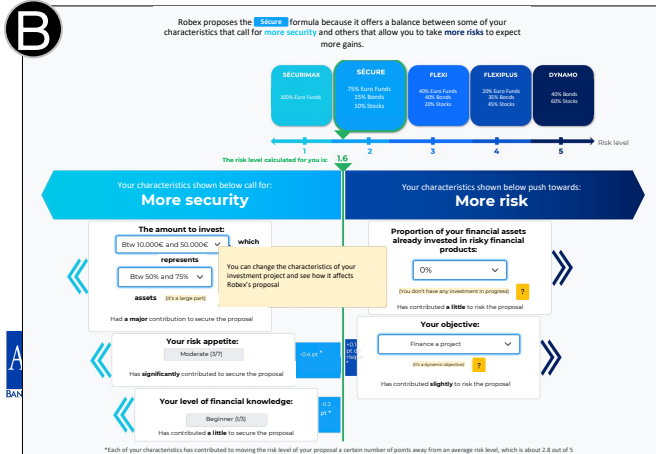 B
Robex proposes the Sécure formula because it offers a balance between some of your
characteristics that call for more security and others that allow you to take more risks to expect
more gains.
SÉCURIMAX
100% Euro Funds
SÉCURE
75% Euro Funds
15% Bonds
10% Stocks
FLEXI
40% Euro Funds
40% Bonds
20% Stocks
FLEXIPLUS
20% Euro Funds
35% Bonds
45% Stocks
DYNAMO
40% Bonds
60% Stocks
1 2 3 4 5 Risk level
The risk level calculated for you is: 1.6
Your characteristics shown below call for:
More security
Your characteristics shown below push towards:
More risk
The amount to invest:
Btw 10.000€ and 50.000€ which
represents
Btw 50% and 75%
assets (it's a large part)
Had a major contribution to secure the proposal
You can change the characteristics of your
investment project and see how it affects
Robex's proposal
Proportion of your financial assets
already invested in risky financial
products:
0%
(You don't have any investment in progress) ?
Has contributed a little to risk the proposal
Your risk appetite:
Moderate (3/7)
Has significantly contributed to secure the proposal
-0.4 pt *
+0.1
pt d
risq
*
Your objective:
Finance a project
(it's a dynamic objective) ?
Has contributed slightly to risk the proposal
Your level of financial knowledge:
Beginner (1/3)
Has contributed a little to secure the proposal
-0.2
pt *
A
BAN
*Each of your characteristics has contributed to moving the risk level of your proposal a certain number of points away from an average risk level, which is about 2.8 out of 5